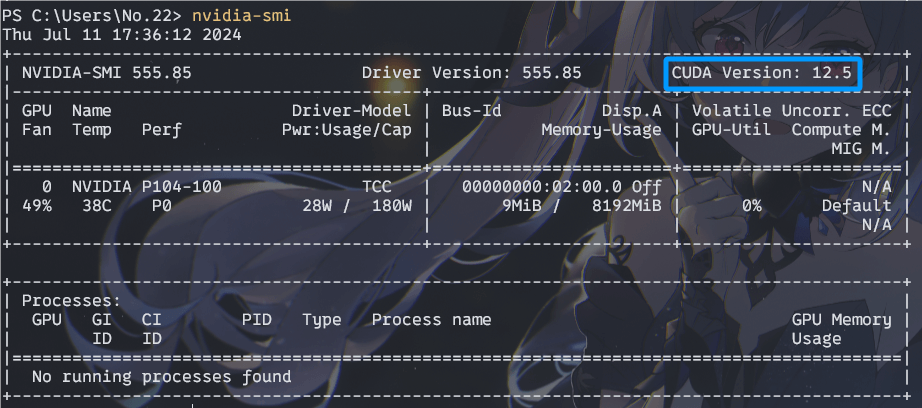 PS C:\Users\No.22> nvidia-smi
Thu Jul 11 17:36:12 2024
NVIDIA-SMI 555.85 Driver Version: 555.85 CUDA Version: 12.5
GPU Name Driver-Model Bus-Id Disp.A Volatile Uncorr. ECC
Fan Temp Perf Pwr:Usage/Cap Memory-Usage GPU-Util Compute M.
MIG M.
0 NVIDIA P104-100 TCC 00000000:02:00.0 Off N/A
49% 38C P0 28W / 180W 9MiB / 8192MiB 0% Default
N/A
Processes:
GPU GI CI PID Type Process name GPU Memory
ID ID Usage
No running processes found